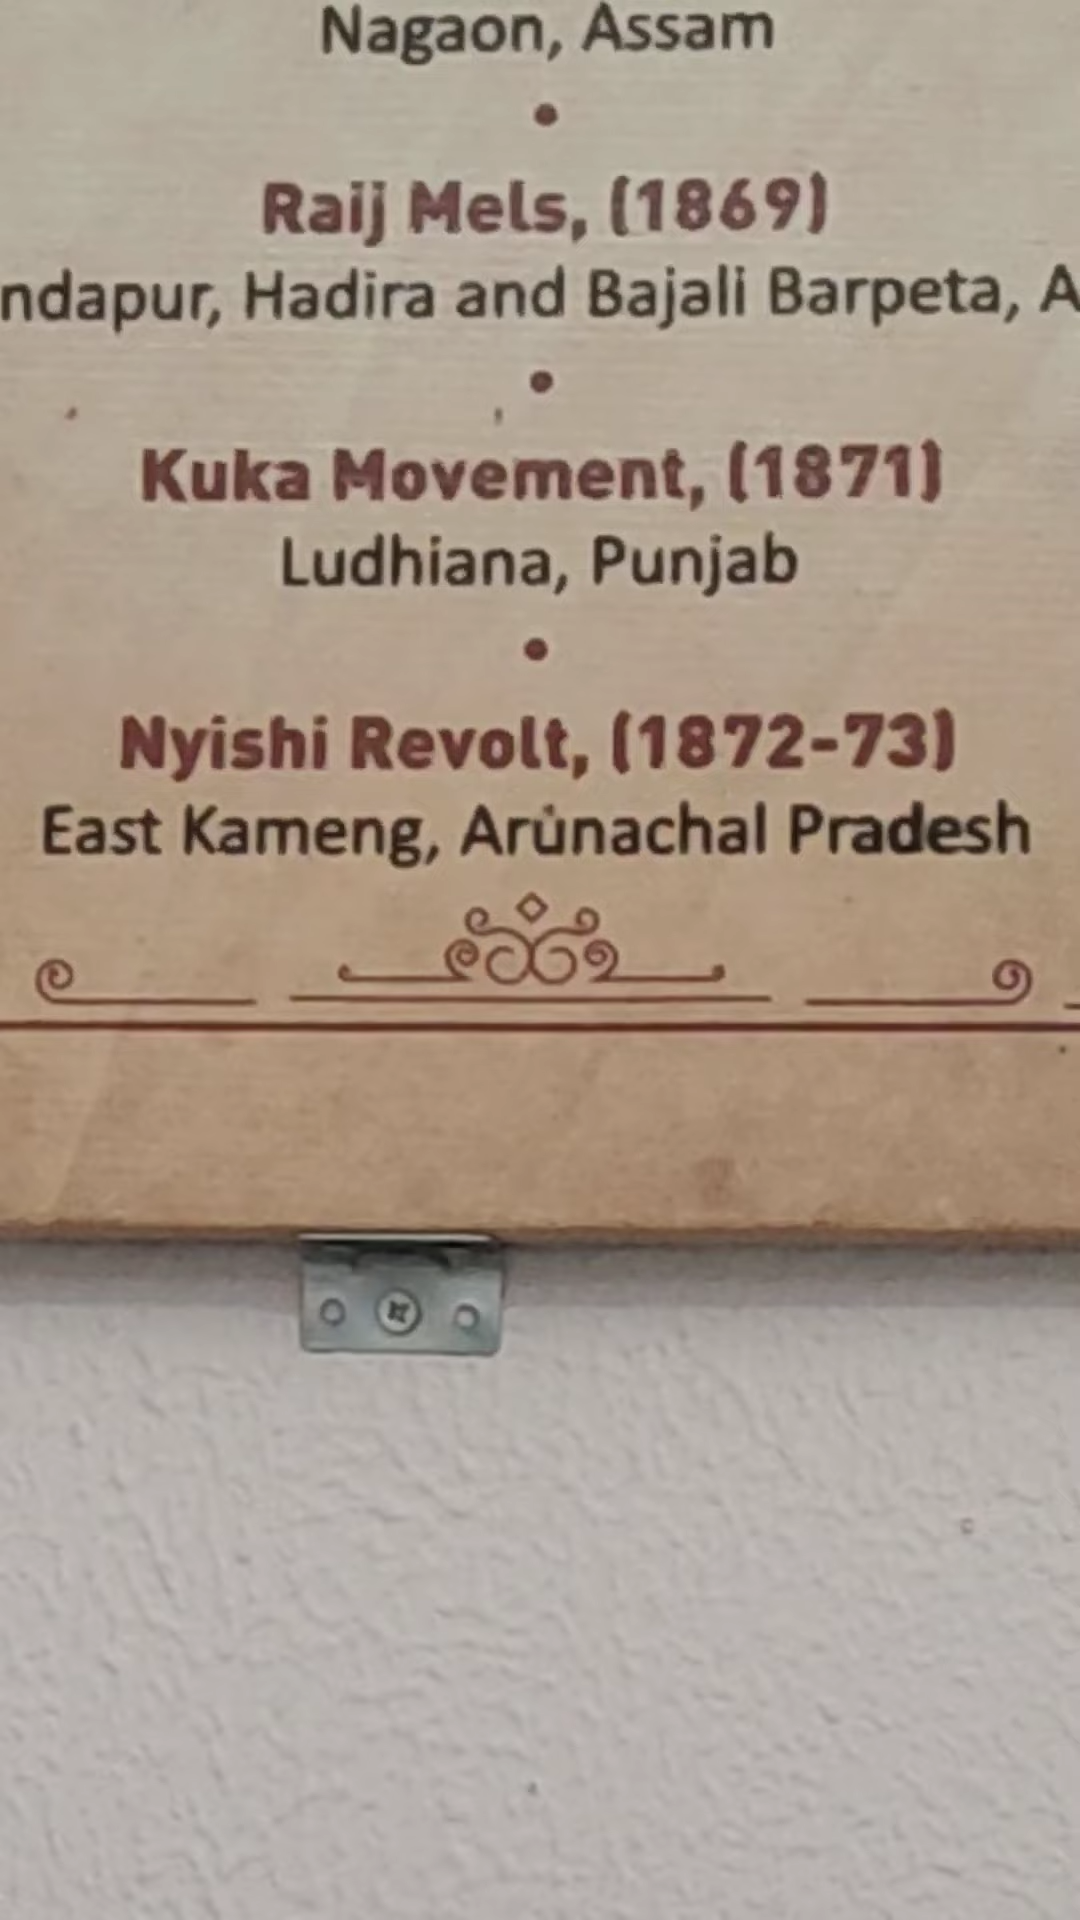 Nagaon, Assam
Raij Mels, (1869)
ndapur, Hadira and Bajali Barpeta, A
Kuka Movement, (1871)
Ludhiana, Punjab
Nyishi Revolt, (1872-73)
East Kameng, Arunachal Pradesh